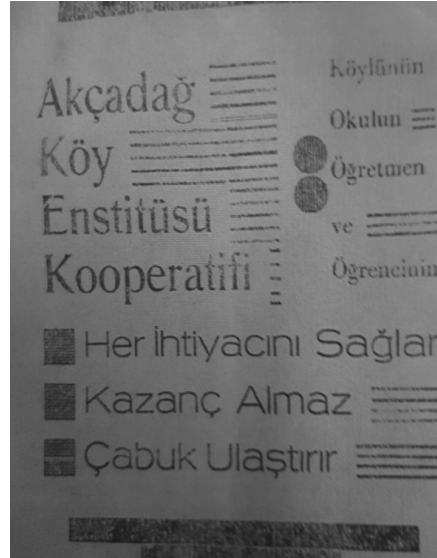 Akçadağ
Köy
Enstitüsü
Kooperatifi
Köylünün
Okulun
Öğretmen
ve
Öğrencinin
Her İhtiyacını Sağlar
Kazanç Almaz
Çabuk Ulaştırır